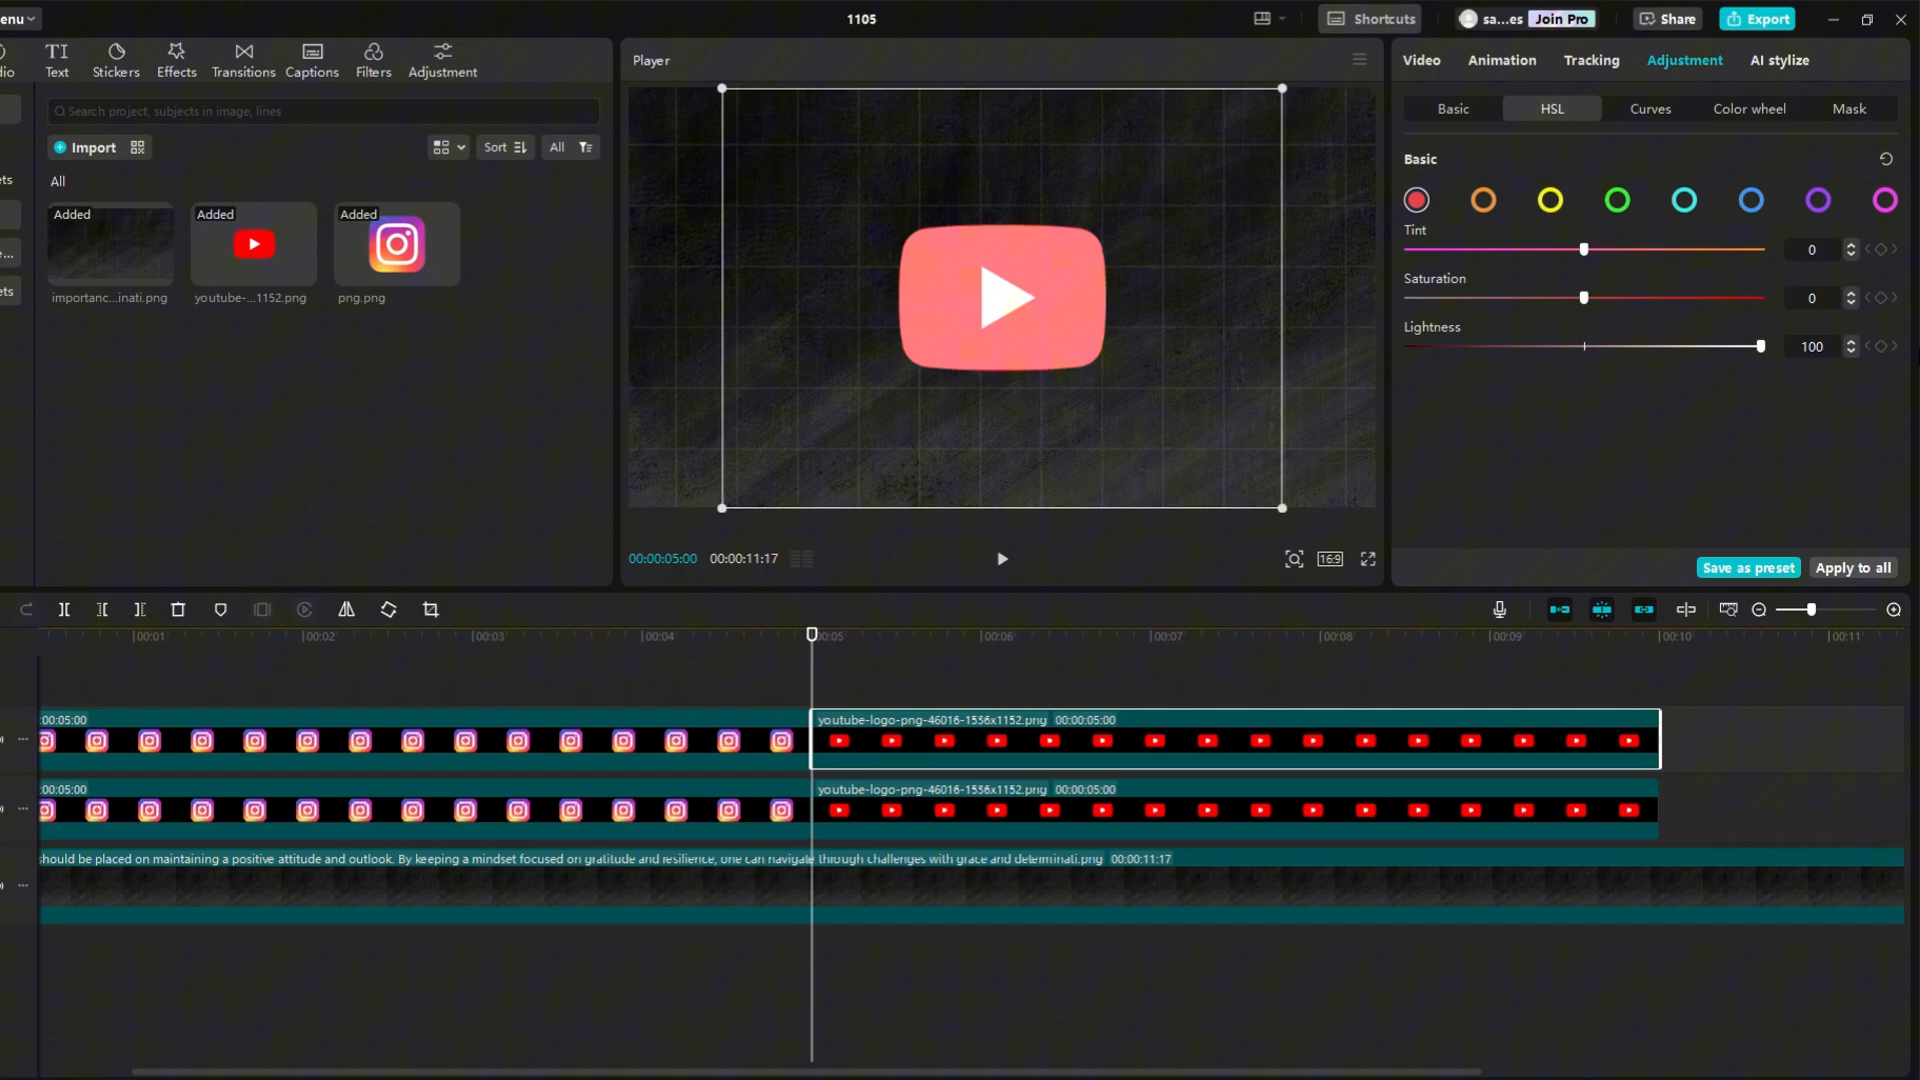 enu
1105
Shortcuts
sa...es
Join Pro
Share
Export
dio
Text
Stickers
Effects
Transitions
Captions
Filters
Adjustment
Search project, subjects in image, lines
Import
Sort
All
All
Added
Added
Added
importanc...inati.png
youtube-...1152.png
png.png
ets
e...
ets
Player
00:00:05:00
00:00:11:17
16:9
Video
Animation
Tracking
Adjustment
AI stylize
Basic
HSL
Curves
Color wheel
Mask
Basic
Tint
0
Saturation
0
Lightness
100
Save as preset
Apply to all
00:01
00:02
00:03
00:04
00:05
00:06
00:07
00:08
00:09
00:10
00:11
:00:05:00
youtube-logo-png-46016-1536x1152.png 00:00:05:00
:00:05:00
youtube-logo-png-46016-1536x1152.png 00:00:05:00
should be placed on maintaining a positive attitude and outlook. By keeping a mindset focused on gratitude and resilience, one can navigate through challenges with grace and determinati.png 00:00:11:17